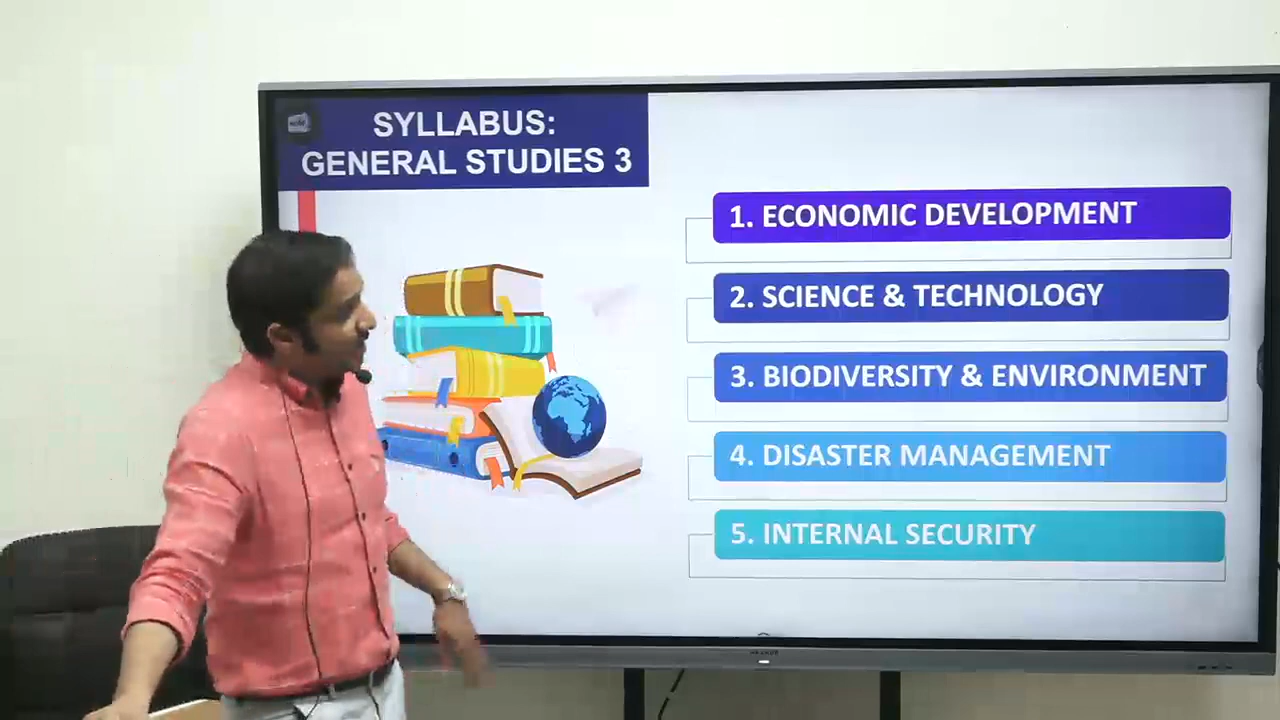 SYLLABUS:
GENERAL STUDIES 3
1. ECONOMIC DEVELOPMENT
2. SCIENCE & TECHNOLOGY
3. BIODIVERSITY & ENVIRONMENT
4. DISASTER MANAGEMENT
5. INTERNAL SECURITY